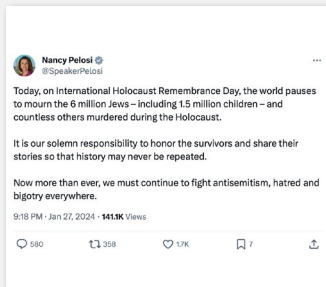 Nancy Pelosi
@SpeakerPelosi
Today, on International Holocaust Remembrance Day, the world pauses
to mourn the 6 million Jews – including 1.5 million children – and
countless others murdered during the Holocaust.
It is our solemn responsibility to honor the survivors and share their
stories so that history may never be repeated.
Now more than ever, we must continue to fight antisemitism, hatred and
bigotry everywhere.
9:18 PM · Jan 27, 2024 · 141.1K Views
580 358 1.7K 7